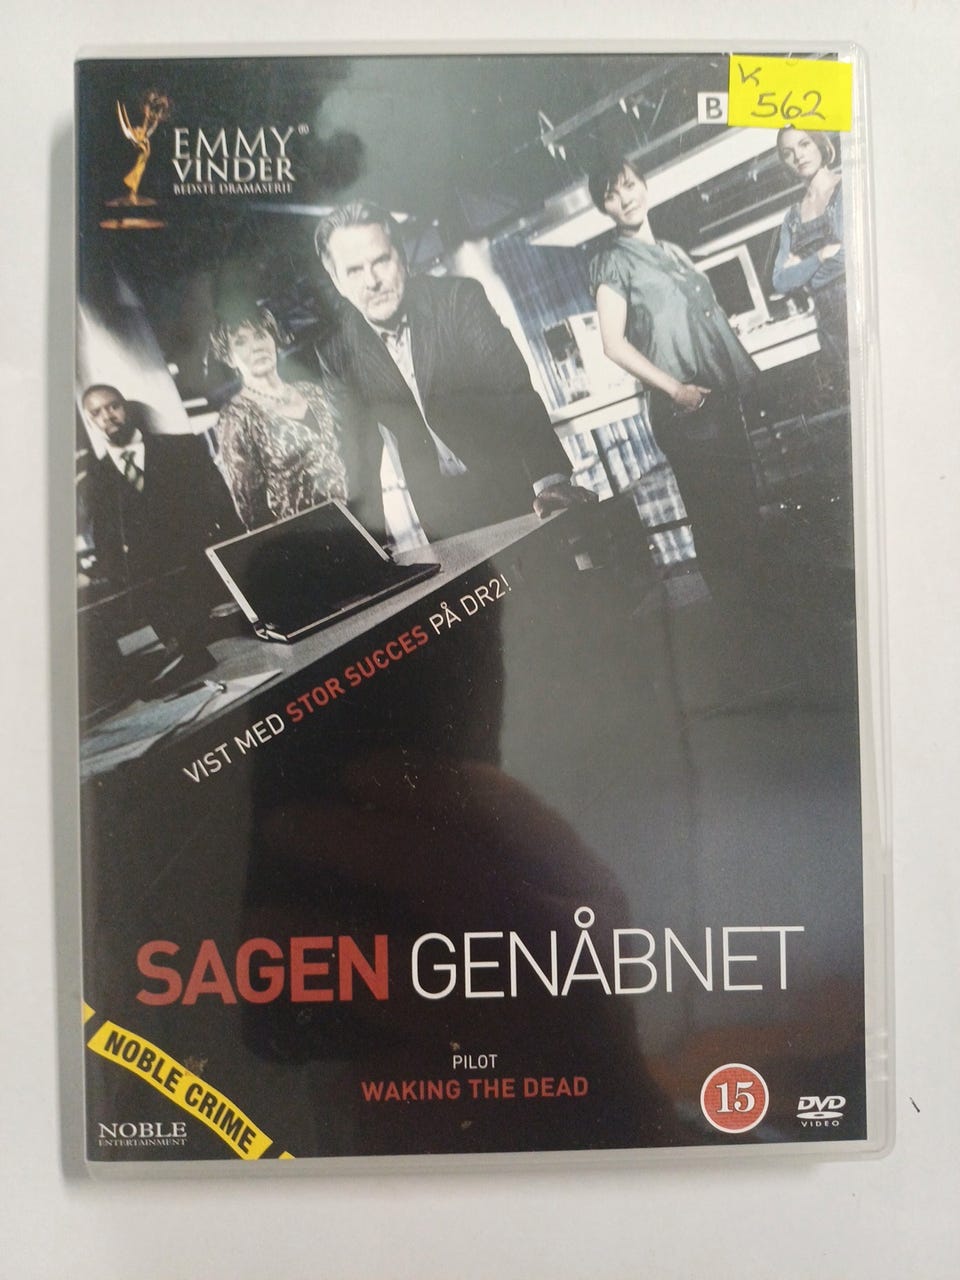 EMMY®
VINDER
BEDSTE DRAMASERIE
B
K
562
VIST MED STOR SUCCES PÅ DR2!
SAGEN GENÅBNET
PILOT
WAKING THE DEAD
NOBLE CRIME
NOBLE
ENTERTAINMENT
15
DVD
VIDEO